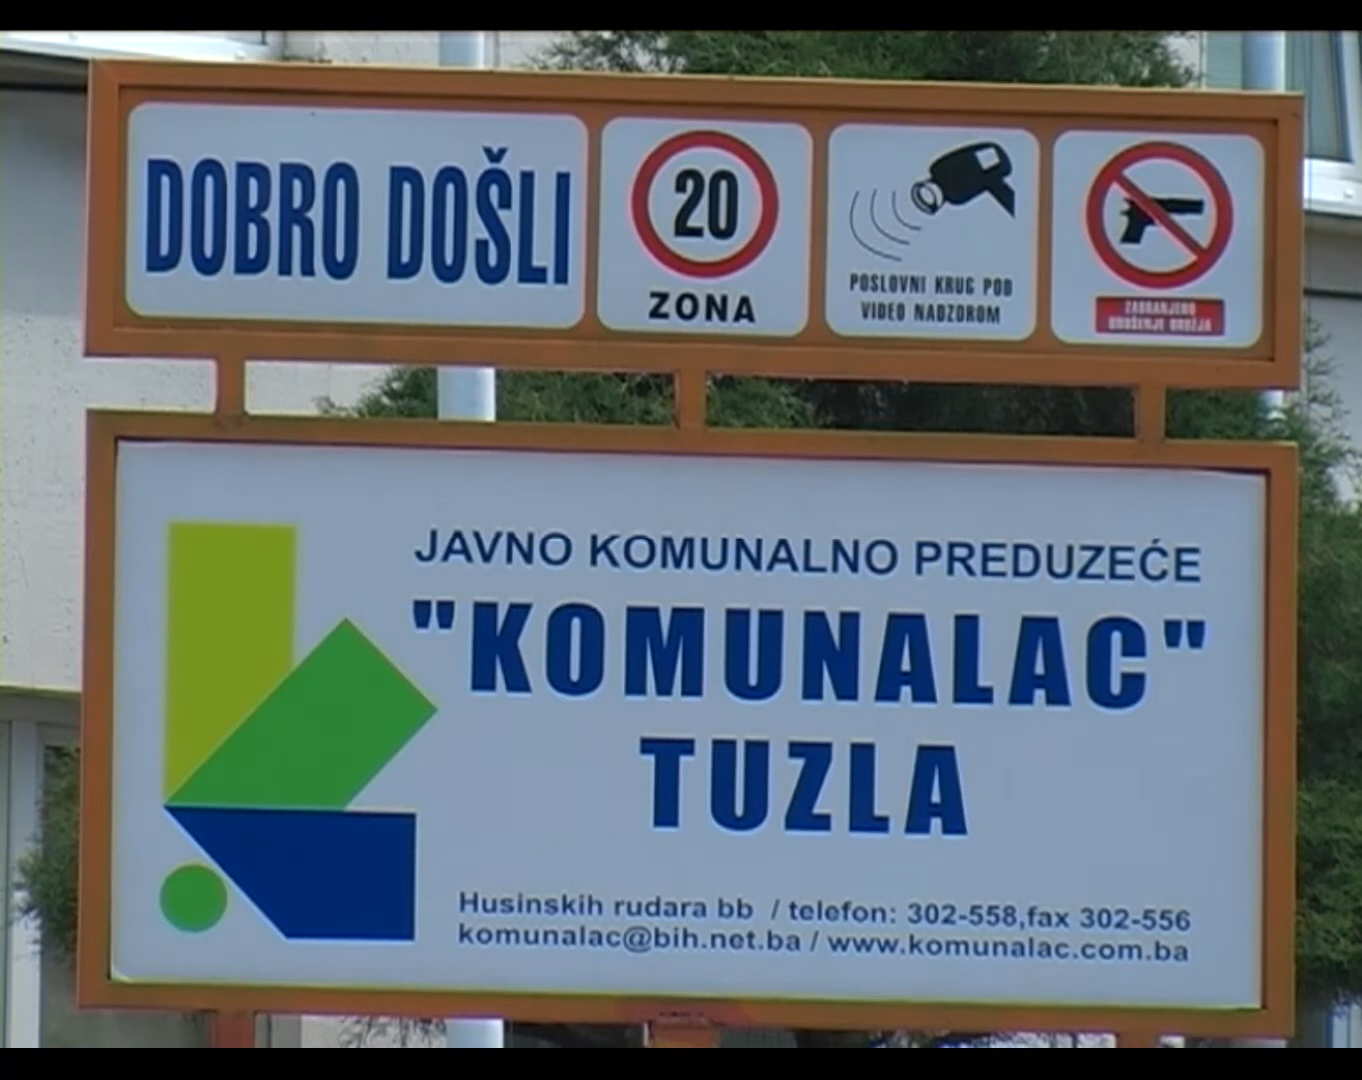 DOBRO DOŠLI
20
ZONA
POSLOVNI KRUG POD
VIDEO NADZOROM
ZABRANJENO
UNOŠENJE ORUŽJA
JAVNO KOMUNALNO PREDUZEĆE
"KOMUNALAC"
TUZLA
Husinskih rudara bb / telefon: 302-558,fax 302-556
komunalac@bih.net.ba / www.komunalac.com.ba